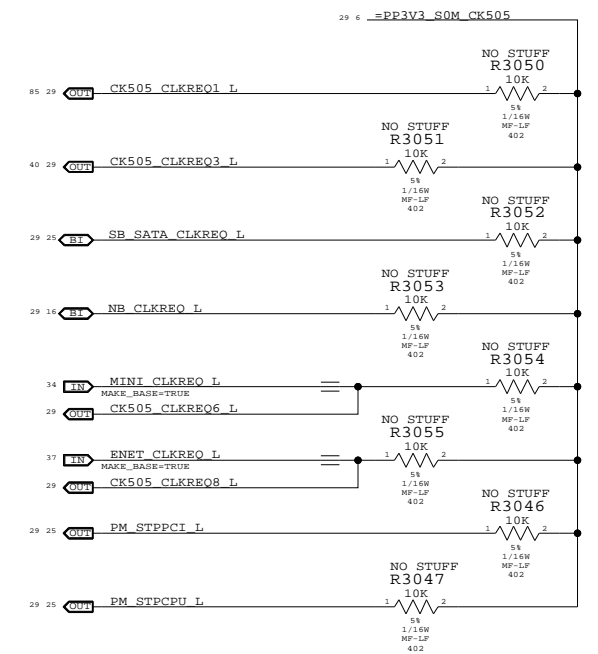 29 6 =PP3V3_S0M_CK505
NO STUFF
R3050
10K
85 29 OUT CK505_CLKREQ1_L 1 2
5%
1/16W
MF-LF
402
NO STUFF
R3051
10K
40 29 OUT CK505_CLKREQ3_L 1 2
5%
1/16W
MF-LF
402
NO STUFF
R3052
10K
29 25 BI SB_SATA_CLKREQ_L 1 2
5%
1/16W
MF-LF
402
NO STUFF
R3053
10K
29 16 BI NB_CLKREQ_L 1 2
5%
1/16W
MF-LF
402
NO STUFF
R3054
10K
34 IN MINI_CLKREQ_L 1 2
MAKE_BASE=TRUE
29 OUT CK505_CLKREQ6_L
5%
1/16W
MF-LF
402
NO STUFF
R3055
10K
37 IN ENET_CLKREQ_L 1 2
MAKE_BASE=TRUE
29 OUT CK505_CLKREQ8_L
5%
1/16W
MF-LF
402
NO STUFF
R3046
10K
29 25 OUT PM_STPPCI_L 1 2
5%
1/16W
MF-LF
402
NO STUFF
R3047
10K
29 25 OUT PM_STPCPU_L 1 2
5%
1/16W
MF-LF
402